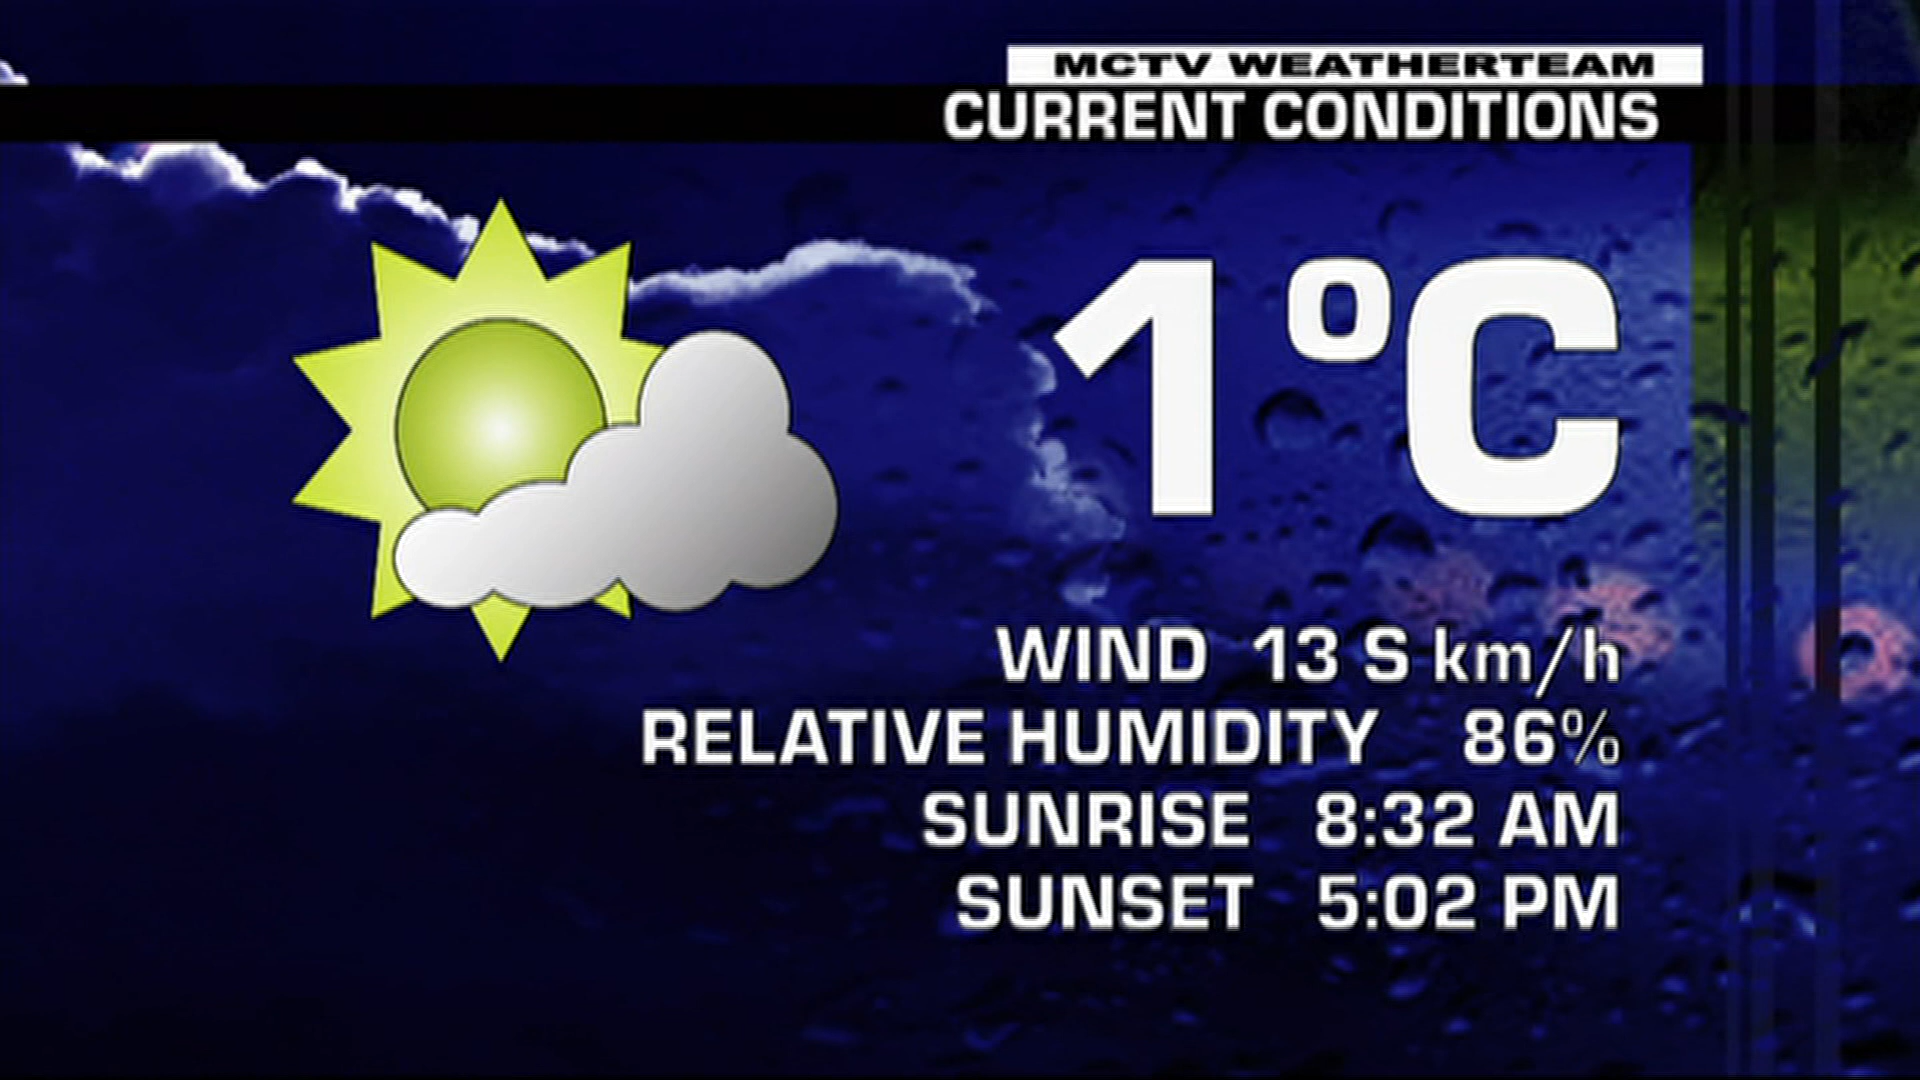 MCTV WEATHERTEAM
CURRENT CONDITIONS
1°C
WIND 13 S km/h
RELATIVE HUMIDITY 86%
SUNRISE 8:32 AM
SUNSET 5:02 PM